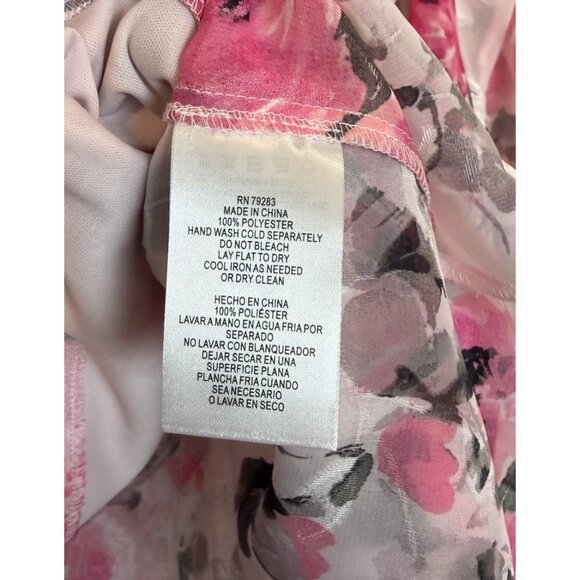 RN 79283
MADE IN CHINA
100% POLYESTER
HAND WASH COLD SEPARATELY
DO NOT BLEACH
LAY FLAT TO DRY
COOL IRON AS NEEDED
OR DRY CLEAN
HECHO EN CHINA
100% POLIÉSTER
LAVAR A MANO EN AGUA FRIA POR
SEPARADO
NO LAVAR CON BLANQUEADOR
DEJAR SECAR EN UNA
SUPERFICIE PLANA
PLANCHA FRIA CUANDO
SEA NECESARIO
O LAVAR EN SECO